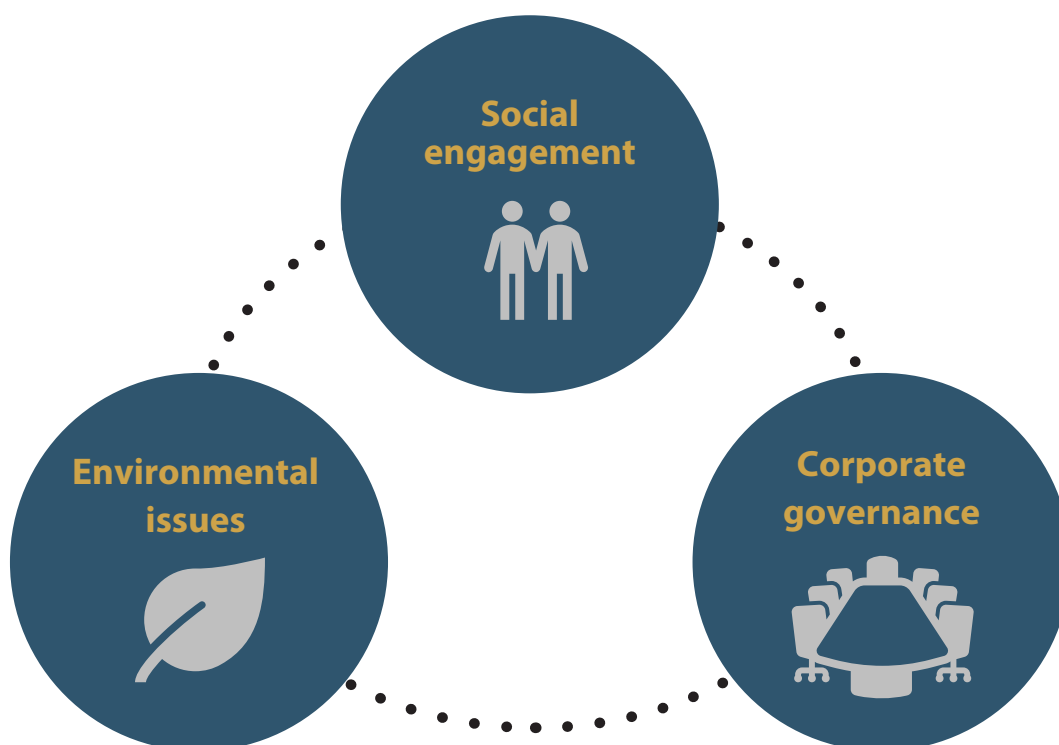 Social
engagement
Environmental
issues
Corporate
governance